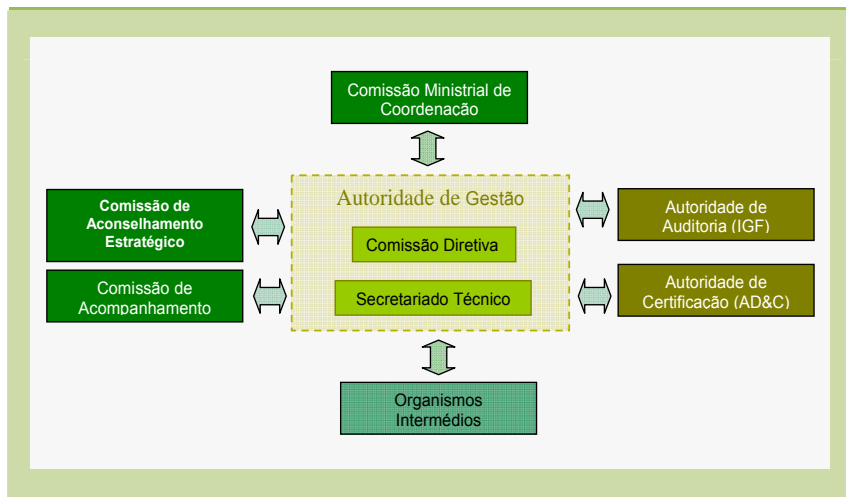 Comissão Ministrial de
Coordenação
Comissão de
Aconselhamento
Estratégico
Comissão de
Acompanhamento
Autoridade de Gestão
Comissão Diretiva
Secretariado Técnico
Autoridade de
Auditoria (IGF)
Autoridade de
Certificação (AD&C)
Organismos
Intermédios